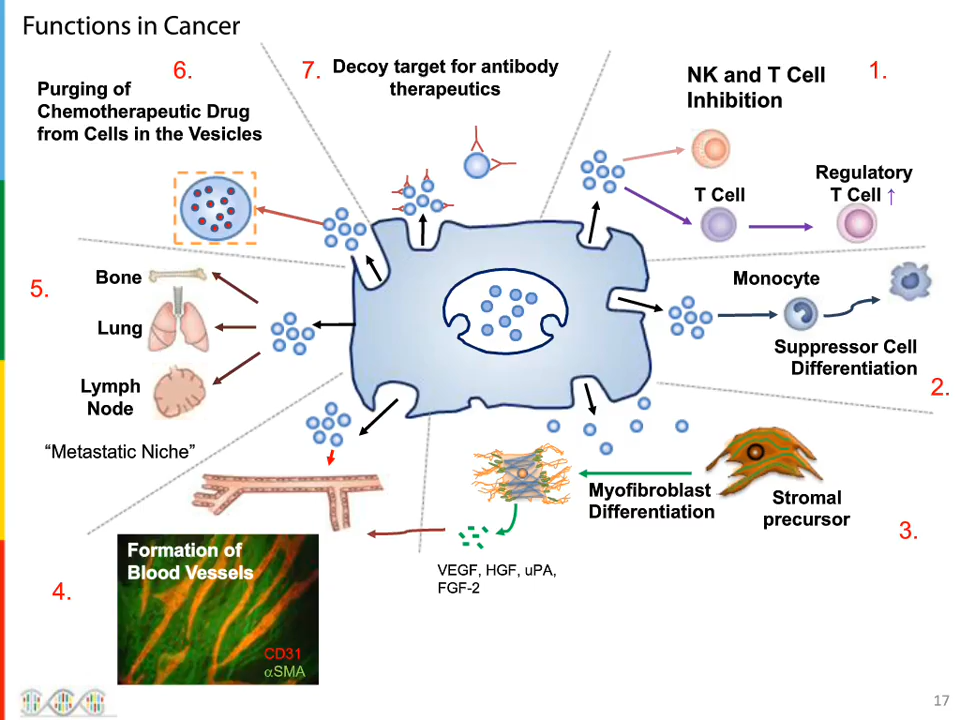 Functions in Cancer
6.
Purging of
Chemotherapeutic Drug
from Cells in the Vesicles
7.
Decoy target for antibody
therapeutics
1.
NK and T Cell
Inhibition
T Cell
Regulatory
T Cell ↑
5.
Bone
Lung
Lymph
Node
“Metastatic Niche”
Monocyte
Suppressor Cell
Differentiation
2.
Myofibroblast
Differentiation
Stromal
precursor
3.
VEGF, HGF, uPA,
FGF-2
4.
Formation of
Blood Vessels
CD31
αSMA
17